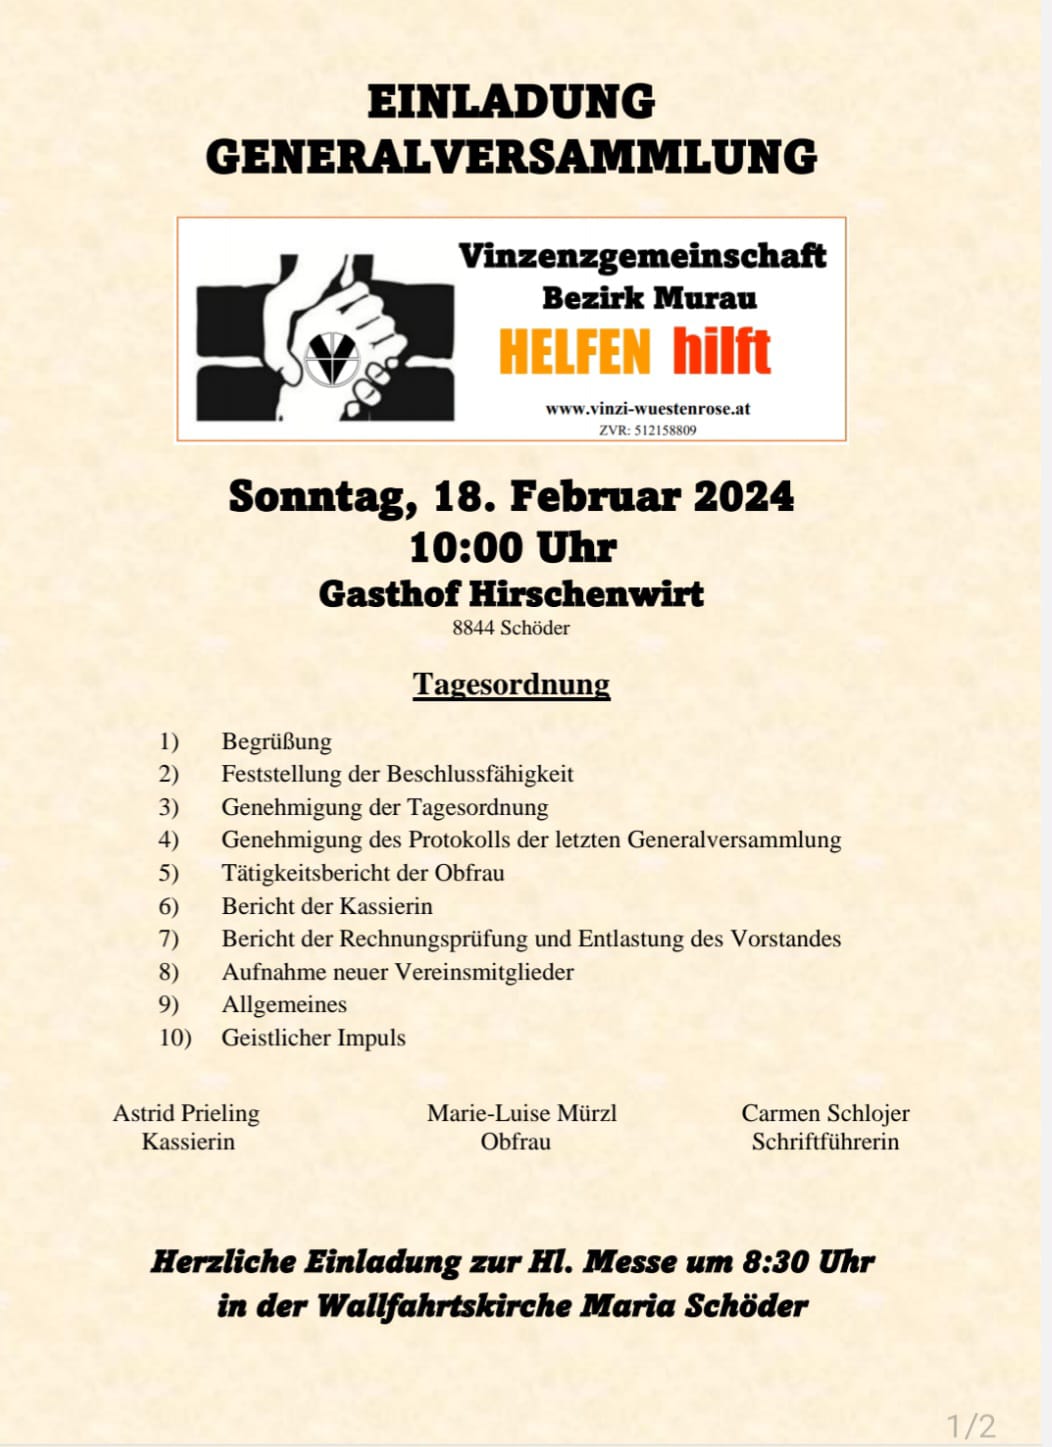 EINLADUNG
GENERALVERSAMMLUNG
Vinzenzgemeinschaft
Bezirk Murau
HELFEN hilft
www.vinzi-wuestenrose.at
ZVR: 512158809
Sonntag, 18. Februar 2024
10:00 Uhr
Gasthof Hirschenwirt
8844 Schöder
Tagesordnung
1) Begrüßung
2) Feststellung der Beschlussfähigkeit
3) Genehmigung der Tagesordnung
4) Genehmigung des Protokolls der letzten Generalversammlung
5) Tätigkeitsbericht der Obfrau
6) Bericht der Kassierin
7) Bericht der Rechnungsprüfung und Entlastung des Vorstandes
8) Aufnahme neuer Vereinsmitglieder
9) Allgemeines
10) Geistlicher Impuls
Astrid Prieling Marie-Luise Mürzl Carmen Schlojer
Kassierin Obfrau Schriftführerin
Herzliche Einladung zur Hl. Messe um 8:30 Uhr
in der Wallfahrtskirche Maria Schöder
1/2